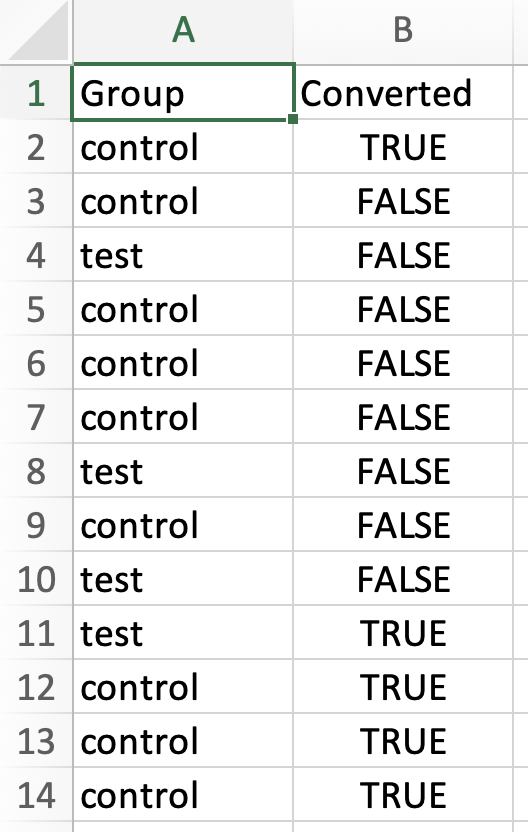 A B
1 Group Converted
2 control TRUE
3 control FALSE
4 test FALSE
5 control FALSE
6 control FALSE
7 control FALSE
8 test FALSE
9 control FALSE
10 test FALSE
11 test TRUE
12 control TRUE
13 control TRUE
14 control TRUE